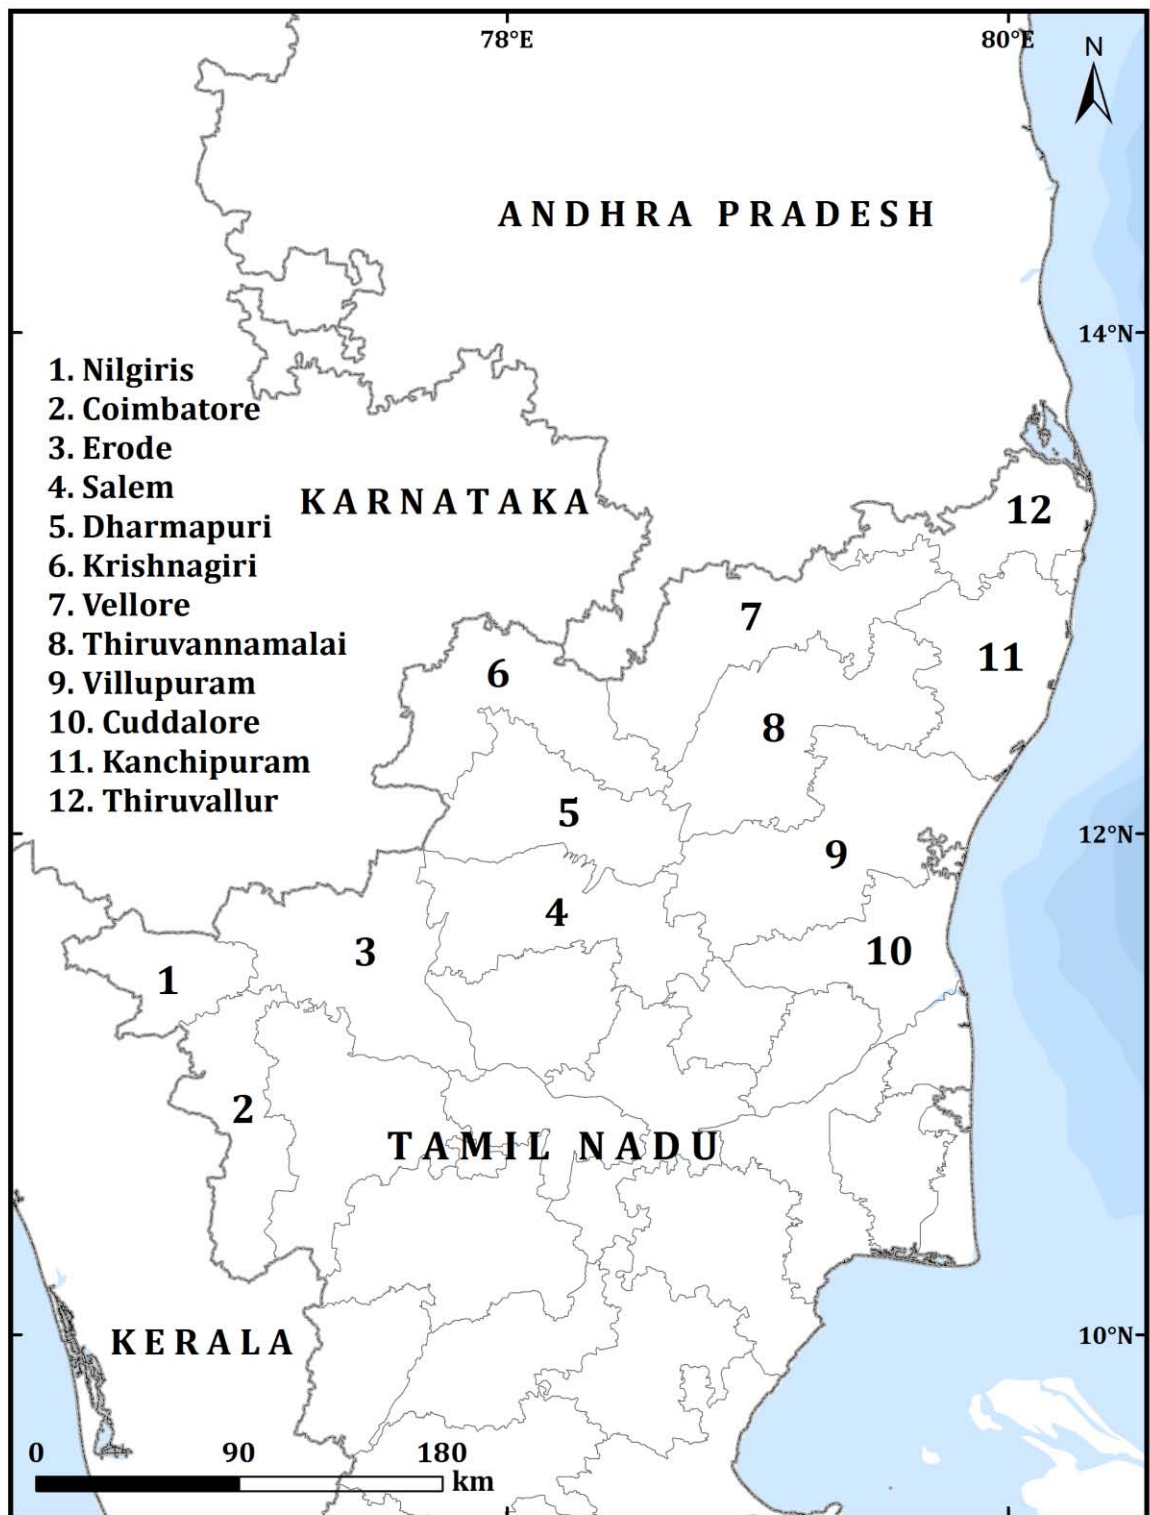 78°E
80°E
N
ANDHRA PRADESH
14°N
1. Nilgiris
2. Coimbatore
3. Erode
4. Salem
5. Dharmapuri
6. Krishnagiri
7. Vellore
8. Thiruvannamalai
9. Villupuram
10. Cuddalore
11. Kanchipuram
12. Thiruvallur
KARNATAKA
12
7
11
6
8
5
12°N
9
4
10
3
1
2
TAMIL NADU
KERALA
10°N
0 90 180
km